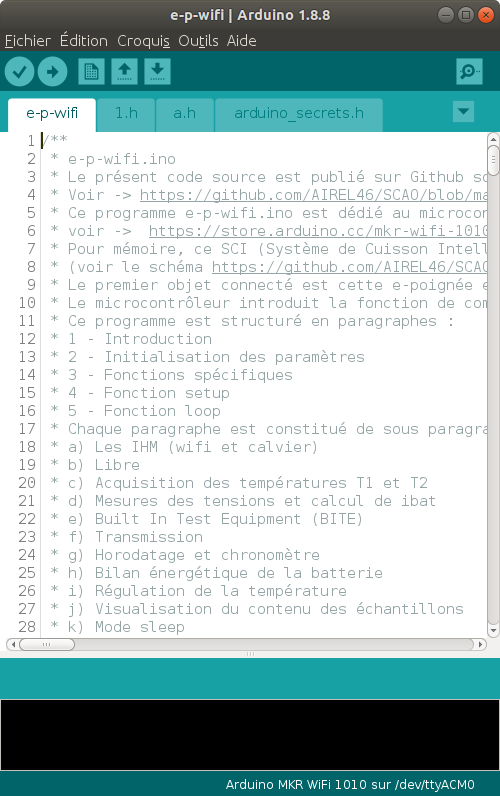 e-p-wifi | Arduino 1.8.8
Fichier Édition Croquis Outils Aide
e-p-wifi 1.h a.h arduino_secrets.h
1 /**
2 * e-p-wifi.ino
3 * Le présent code source est publié sur Github so
4 * Voir -> https://github.com/AIREL46/SCAO/blob/ma
5 * Ce programme e-p-wifi.ino est dédié au microcon
6 * voir -> https://store.arduino.cc/mkr-wifi-1010
7 * Pour mémoire, ce SCI (Système de Cuisson Intell
8 * (voir le schéma https://github.com/AIREL46/SCAO
9 * Le premier objet connecté est cette e-poignée e
10 * Le microcontrôleur introduit la fonction de com
11 * Ce programme est structuré en paragraphes :
12 * 1 - Introduction
13 * 2 - Initialisation des paramètres
14 * 3 - Fonctions spécifiques
15 * 4 - Fonction setup
16 * 5 - Fonction loop
17 * Chaque paragraphe est constitué de sous paragra
18 * a) Les IHM (wifi et calvier)
19 * b) Libre
20 * c) Acquisition des températures T1 et T2
21 * d) Mesures des tensions et calcul de ibat
22 * e) Built In Test Equipment (BITE)
23 * f) Transmission
24 * g) Horodatage et chronomètre
25 * h) Bilan énergétique de la batterie
26 * i) Régulation de la température
27 * j) Visualisation du contenu des échantillons
28 * k) Mode sleep
Arduino MKR WiFi 1010 sur /dev/ttyACM0